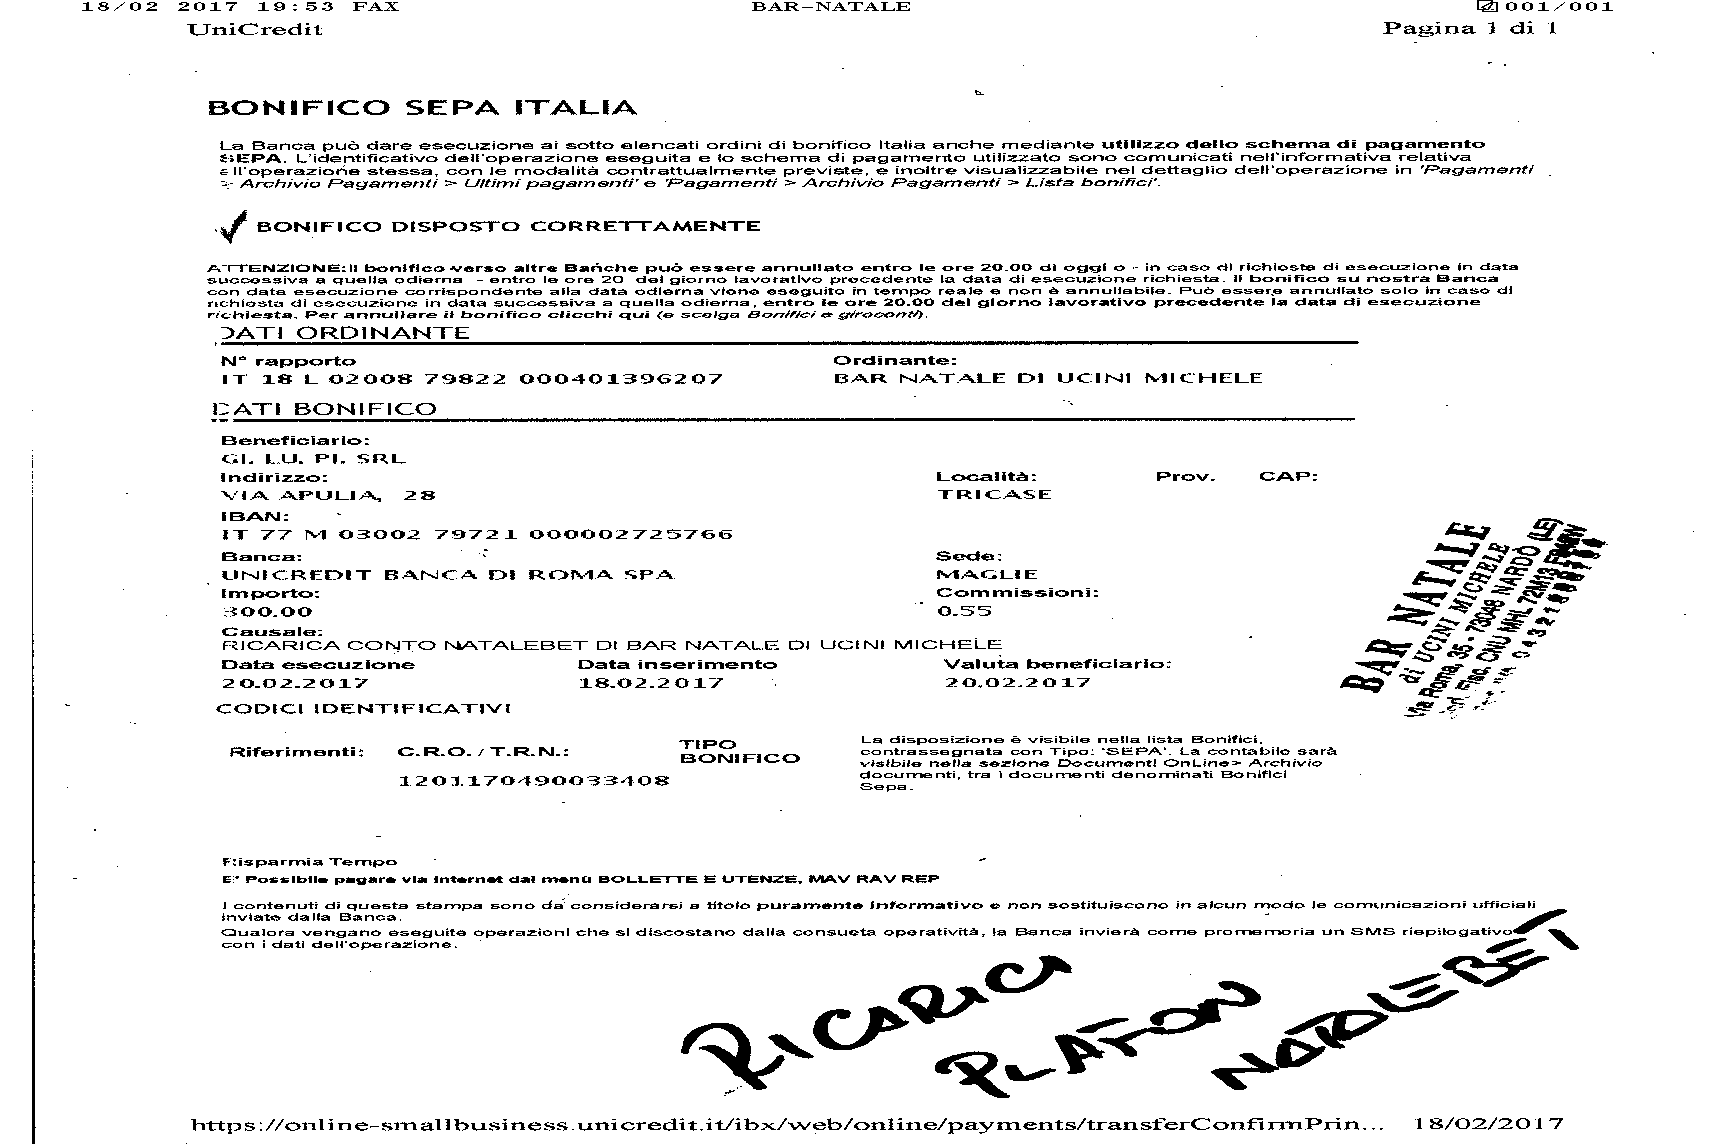 18/02 2017 19:53 FAX BAR-NATALE 001/001
UniCredit Pagina 1 di 1
BONIFICO SEPA ITALIA
La Banca può dare esecuzione ai sotto elencati ordini di bonifico Italia anche mediante utilizzo dello schema di pagamento
SEPA. L'identificativo dell'operazione eseguita e lo schema di pagamento utilizzato sono comunicati nell'informativa relativa
all'operazione stessa, con le modalità contrattualmente previste, e inoltre visualizzabile nel dettaglio dell'operazione in 'Pagamenti
> Archivio Pagamenti > Ultimi pagamenti' e 'Pagamenti > Archivio Pagamenti > Lista bonifici'.
BONIFICO DISPOSTO CORRETTAMENTE
ATTENZIONE: Il bonifico verso altre Banche può essere annullato entro le ore 20.00 di oggi o - in caso di richieste di esecuzione in data
successiva a quella odierna - entro le ore 20 del giorno lavorativo precedente la data di esecuzione richiesta. Il bonifico su nostra Banca
con data esecuzione corrispondente alla data odierna viene eseguito in tempo reale e non è annullabile. Può essere annullato solo in caso di
richiesta di esecuzione in data successiva a quella odierna, entro le ore 20.00 del giorno lavorativo precedente la data di esecuzione
richiesta. Per annullare il bonifico clicchi qui (e scelga Bonifici e giroconti).
DATI ORDINANTE
N° rapporto Ordinante:
IT 18 L 02008 79822 000401396207 BAR NATALE DI UCINI MICHELE
DATI BONIFICO
Beneficiario:
GI. LU. PI. SRL
Indirizzo: Località: Prov. CAP:
VIA APULIA, 28 TRICASE
IBAN:
IT 77 M 03002 79721 000002725766
Banca: Sede:
UNICREDIT BANCA DI ROMA SPA MAGLIE
Importo: Commissioni:
300.00 0.55
Causale:
RICARICA CONTO NATALEBET DI BAR NATALE DI UCINI MICHELE
Data esecuzione Data inserimento Valuta beneficiario:
20.02.2017 18.02.2017 20.02.2017
BAR NATALE
di UCINI MICHELE
Via Roma, 35 - 73048 NARDÒ (LE)
Fisc. CNU MHL 72M13
CODICI IDENTIFICATIVI
Riferimenti: C.R.O. / T.R.N.: TIPO BONIFICO
1201170490033408
La disposizione è visibile nella lista Bonifici,
contrassegnata con Tipo: 'SEPA'. La contabile sarà
visibile nella sezione Documenti OnLine> Archivio
documenti, tra i documenti denominati Bonifici
Sepa.
Risparmia Tempo
E' Possibile pagare via internet dal menù BOLLETTE E UTENZE, MAV RAV REP
I contenuti di questa stampa sono da considerarsi a titolo puramente informativo e non sostituiscono in alcun modo le comunicazioni ufficiali
inviate dalla Banca.
Qualora vengano eseguite operazioni che si discostano dalla consueta operatività, la Banca invierà come promemoria un SMS riepilogativo
con i dati dell'operazione.
RICARICA
PLAFON
NATALEBET
https://online-smallbusiness.unicredit.it/ibx/web/online/payments/transferConfirmPrin... 18/02/2017